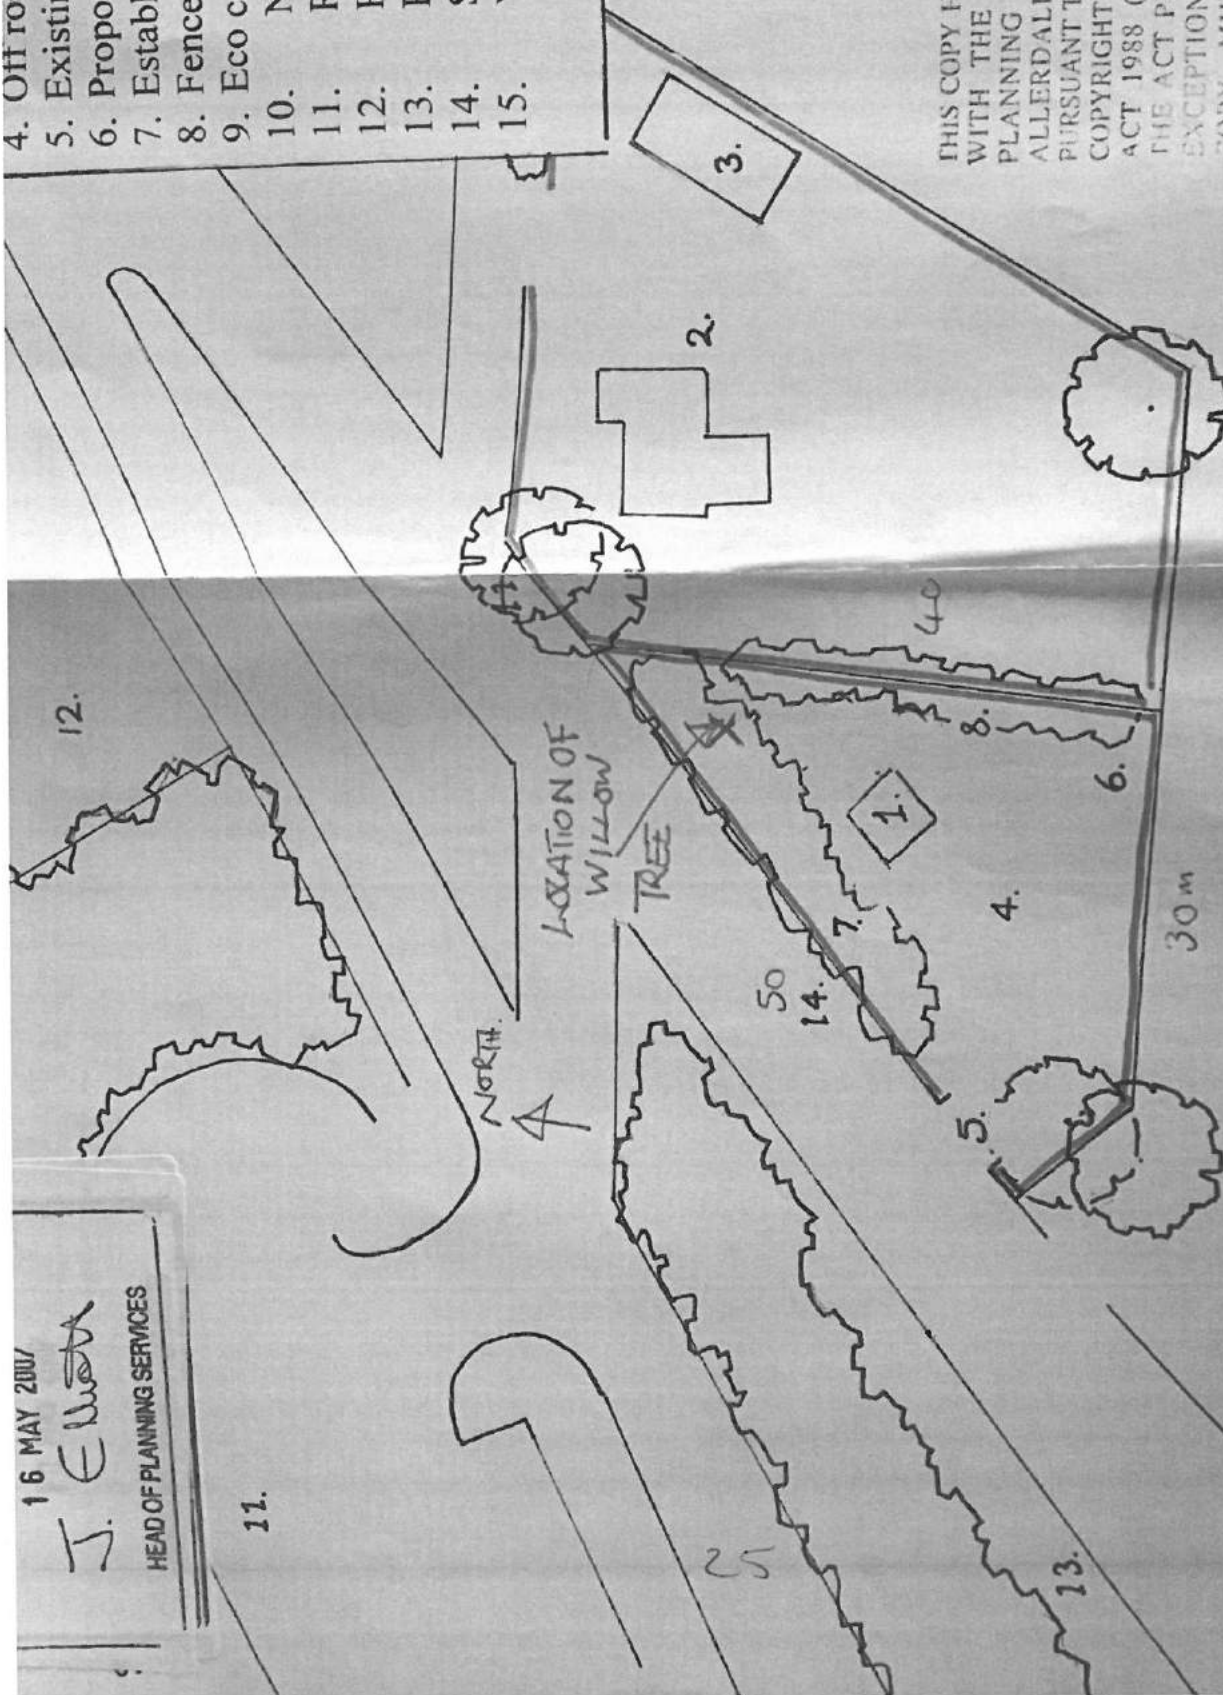 16 MAY 2007
J. Elliott
HEAD OF PLANNING SERVICES
11.
12.
NORTH.
25
13.
LOCATION OF
WILLOW
TREE
50
14.
7.
5.
1.
4.
8.
6.
30m
40
2.
3.
4. Off ro
5. Existin
6. Propo
7. Establ
8. Fence
9. Eco c
10. N
11.
12.
13.
14. S
15.
THIS COPY H
WITH THE
PLANNING
ALLERDALE
PURSUANT T
COPYRIGHT
ACT 1988 (
THE ACT P
EXCEPTION